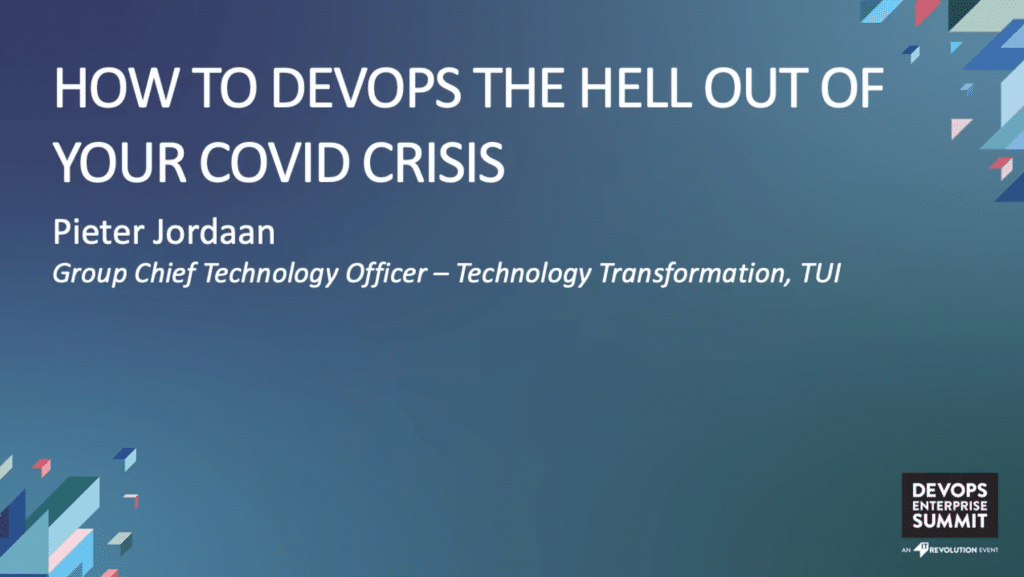 HOW TO DEVOPS THE HELL OUT OF
YOUR COVID CRISIS
Pieter Jordaan
Group Chief Technology Officer – Technology Transformation, TUI
DEVOPS
ENTERPRISE
SUMMIT
AN IT REVOLUTION EVENT